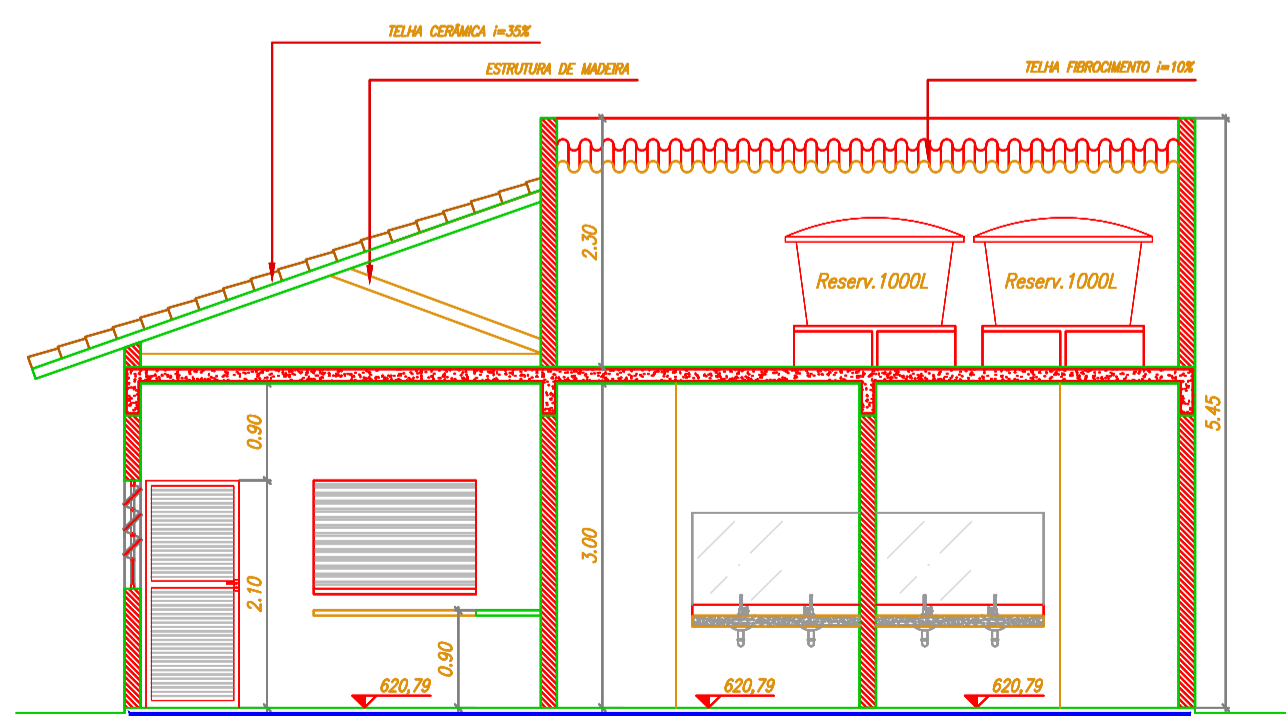 TELHA CERÂMICA i=35%
ESTRUTURA DE MADEIRA
TELHA FIBROCIMENTO i=10%
2.30
Reserv.1000L
Reserv.1000L
5.45
0.90
3.00
2.10
0.90
620,79
620,79
620,79